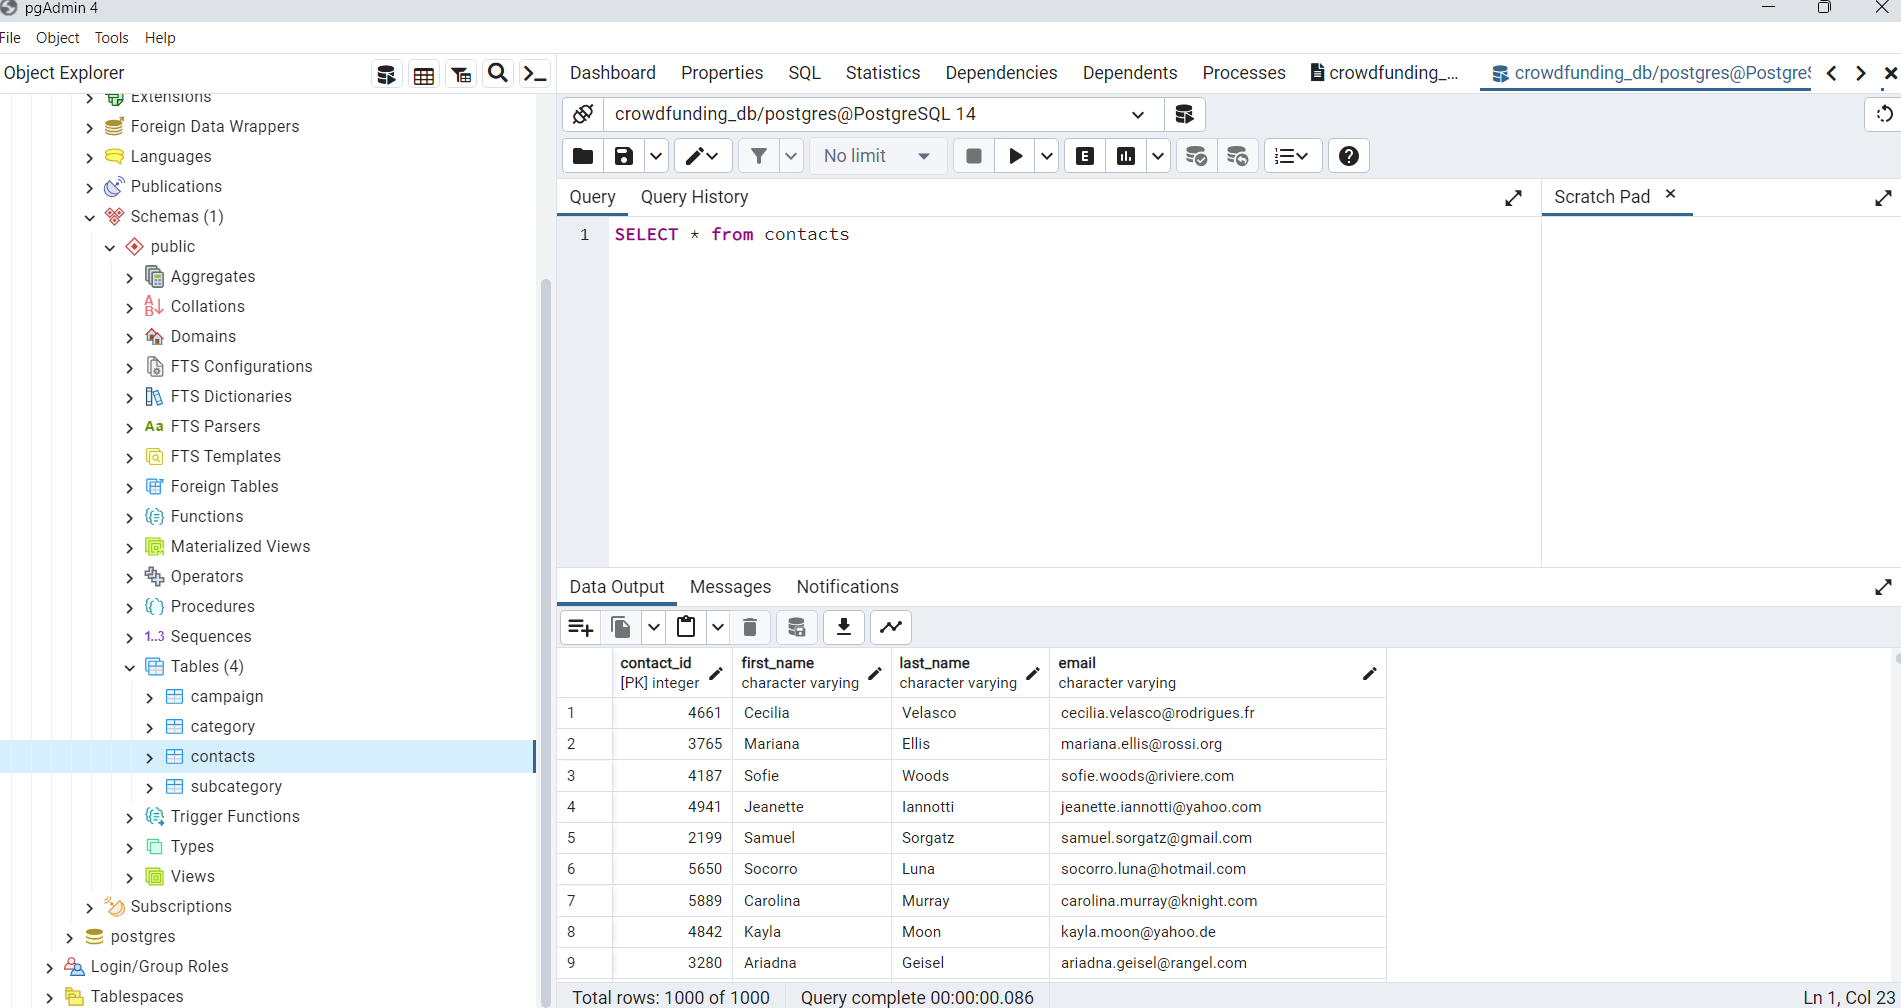 pgAdmin 4
File Object Tools Help
Object Explorer
Extensions
Foreign Data Wrappers
Languages
Publications
Schemas (1)
public
Aggregates
Collations
Domains
FTS Configurations
FTS Dictionaries
Aa FTS Parsers
FTS Templates
Foreign Tables
Functions
Materialized Views
Operators
Procedures
1..3 Sequences
Tables (4)
campaign
category
contacts
subcategory
Trigger Functions
Types
Views
Subscriptions
postgres
Login/Group Roles
Tablespaces
Dashboard Properties SQL Statistics Dependencies Dependents Processes crowdfunding_... crowdfunding_db/postgres@PostgreS
crowdfunding_db/postgres@PostgreSQL 14
No limit E
Query Query History
Scratch Pad
1 SELECT * from contacts
Data Output Messages Notifications
contact_id first_name last_name email
[PK] integer character varying character varying character varying
1 4661 Cecilia Velasco cecilia.velasco@rodrigues.fr
2 3765 Mariana Ellis mariana.ellis@rossi.org
3 4187 Sofie Woods sofie.woods@riviere.com
4 4941 Jeanette Iannotti jeanette.iannotti@yahoo.com
5 2199 Samuel Sorgatz samuel.sorgatz@gmail.com
6 5650 Socorro Luna socorro.luna@hotmail.com
7 5889 Carolina Murray carolina.murray@knight.com
8 4842 Kayla Moon kayla.moon@yahoo.de
9 3280 Ariadna Geisel ariadna.geisel@rangel.com
Total rows: 1000 of 1000 Query complete 00:00:00.086 Ln 1, Col 23